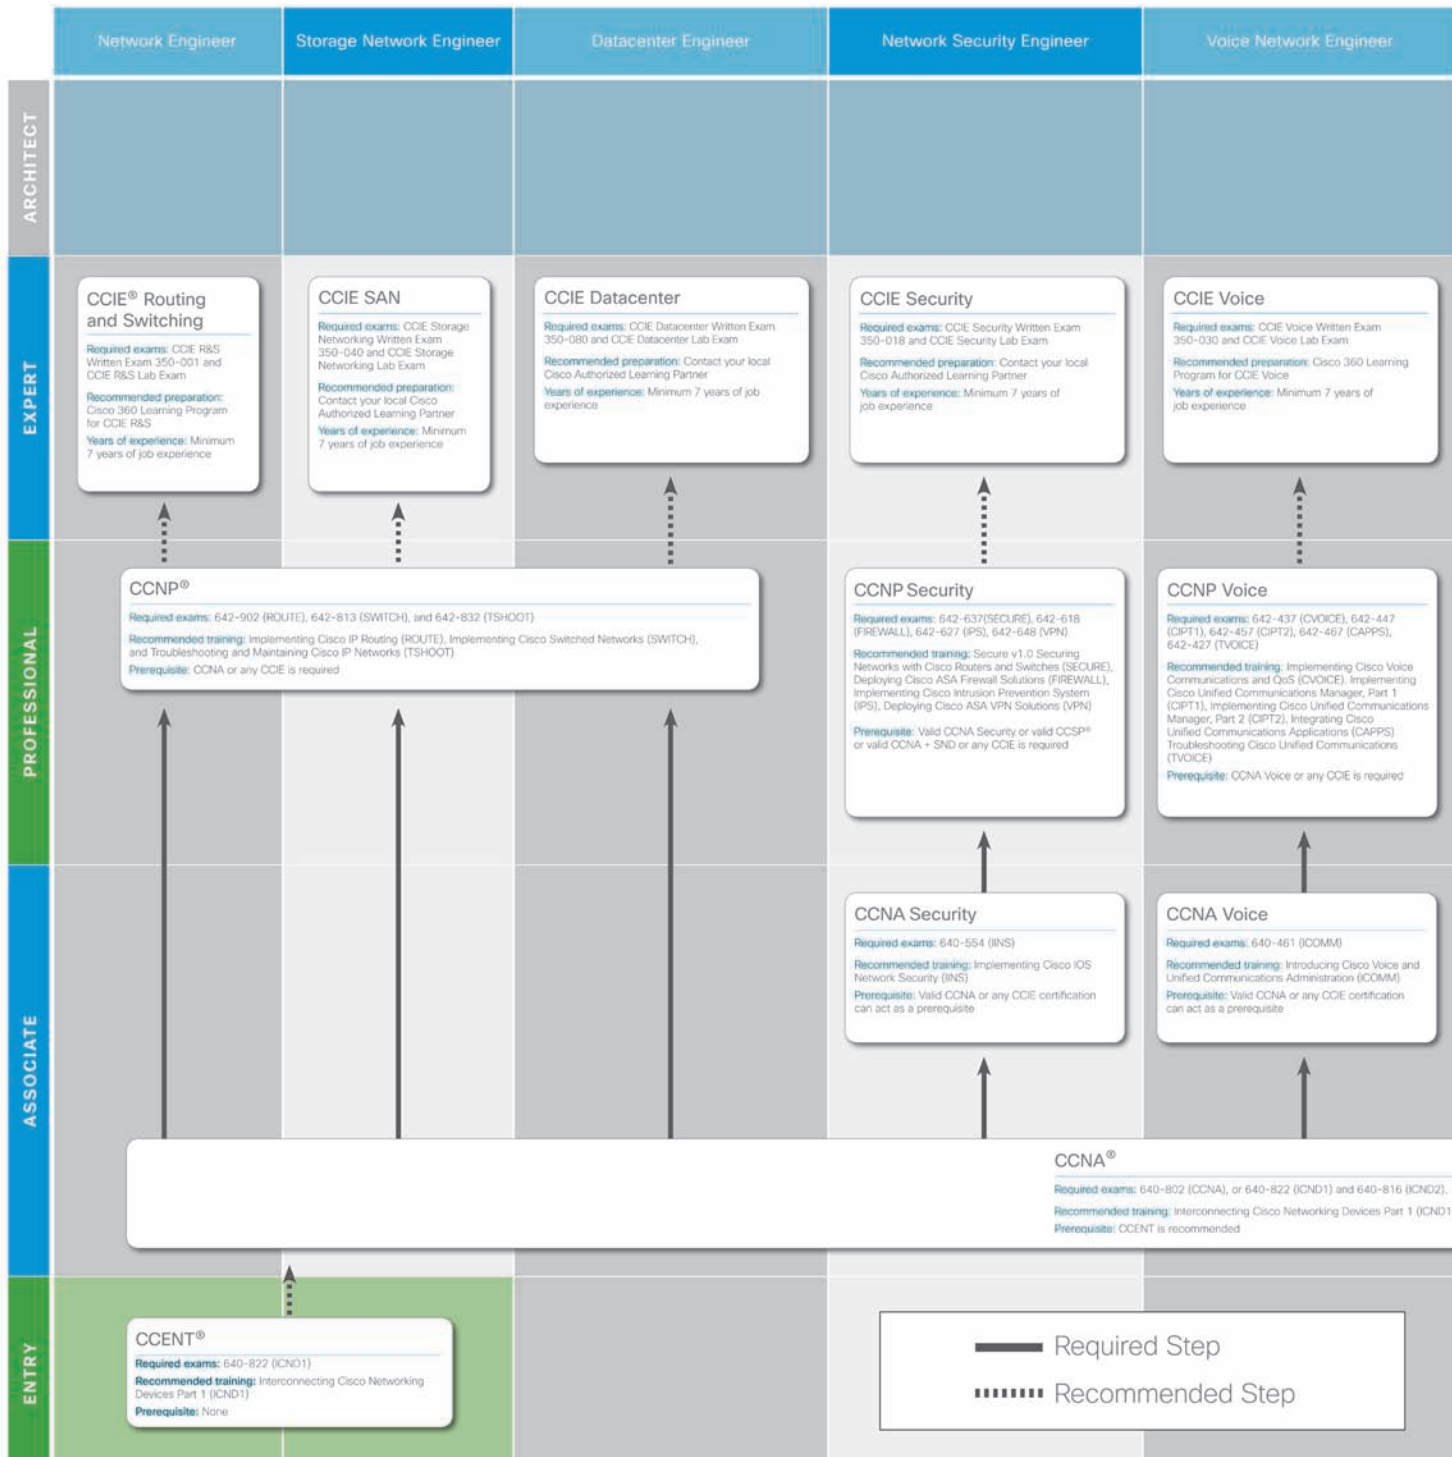 Network Engineer
Storage Network Engineer
Datacenter Engineer
Network Security Engineer
Voice Network Engineer
ARCHITECT
EXPERT
CCIE® Routing
and Switching
Required exams: CCIE R&S
Written Exam 350-001 and
CCIE R&S Lab Exam
Recommended preparation:
Cisco 360 Learning Program
for CCIE R&S
Years of experience: Minimum
7 years of job experience
CCIE SAN
Required exams: CCIE Storage
Networking Written Exam
350-040 and CCIE Storage
Networking Lab Exam
Recommended preparation:
Contact your local Cisco
Authorized Learning Partner
Years of experience: Minimum
7 years of job experience
CCIE Datacenter
Required exams: CCIE Datacenter Written Exam
350-080 and CCIE Datacenter Lab Exam
Recommended preparation: Contact your local
Cisco Authorized Learning Partner
Years of experience: Minimum 7 years of job
experience
CCIE Security
Required exams: CCIE Security Written Exam
350-018 and CCIE Security Lab Exam
Recommended preparation: Contact your local
Cisco Authorized Learning Partner
Years of experience: Minimum 7 years of
job experience
CCIE Voice
Required exams: CCIE Voice Written Exam
350-030 and CCIE Voice Lab Exam
Recommended preparation: Cisco 360 Learning
Program for CCIE Voice
Years of experience: Minimum 7 years of
job experience
PROFESSIONAL
CCNP®
Required exams: 642-902 (ROUTE), 642-813 (SWITCH), and 642-832 (TSHOOT)
Recommended training: Implementing Cisco IP Routing (ROUTE), Implementing Cisco Switched Networks (SWITCH),
and Troubleshooting and Maintaining Cisco IP Networks (TSHOOT)
Prerequisite: CCNA or any CCIE is required
CCNP Security
Required exams: 642-637(SECURE), 642-618
(FIREWALL), 642-627 (IPS), 642-648 (VPN)
Recommended training: Secure v1.0 Securing
Networks with Cisco Routers and Switches (SECURE),
Deploying Cisco ASA Firewall Solutions (FIREWALL),
Implementing Cisco Intrusion Prevention System
(IPS), Deploying Cisco ASA VPN Solutions (VPN)
Prerequisite: Valid CCNA Security or valid CCSP®
or valid CCNA + SND or any CCIE is required
CCNP Voice
Required exams: 642-437 (CVOICE), 642-447
(CIPT1), 642-457 (CIPT2), 642-467 (CAPPS),
642-427 (TVOICE)
Recommended training: Implementing Cisco Voice
Communications and QoS (CVOICE). Implementing
Cisco Unified Communications Manager, Part 1
(CIPT1), Implementing Cisco Unified Communications
Manager, Part 2 (CIPT2), Integrating Cisco
Unified Communications Applications (CAPPS)
Troubleshooting Cisco Unified Communications
(TVOICE)
Prerequisite: CCNA Voice or any CCIE is required
ASSOCIATE
CCNA Security
Required exams: 640-554 (IINS)
Recommended training: Implementing Cisco IOS
Network Security (IINS)
Prerequisite: Valid CCNA or any CCIE certification
can act as a prerequisite
CCNA Voice
Required exams: 640-461 (ICOMM)
Recommended training: Introducing Cisco Voice and
Unified Communications Administration (ICOMM)
Prerequisite: Valid CCNA or any CCIE certification
can act as a prerequisite
CCNA®
Required exams: 640-802 (CCNA), or 640-822 (ICND1) and 640-816 (ICND2),
Recommended training: Interconnecting Cisco Networking Devices Part 1 (ICND1
Prerequisite: CCENT is recommended
ENTRY
CCENT®
Required exams: 640-822 (ICND1)
Recommended training: Interconnecting Cisco Networking
Devices Part 1 (ICND1)
Prerequisite: None
Required Step
Recommended Step